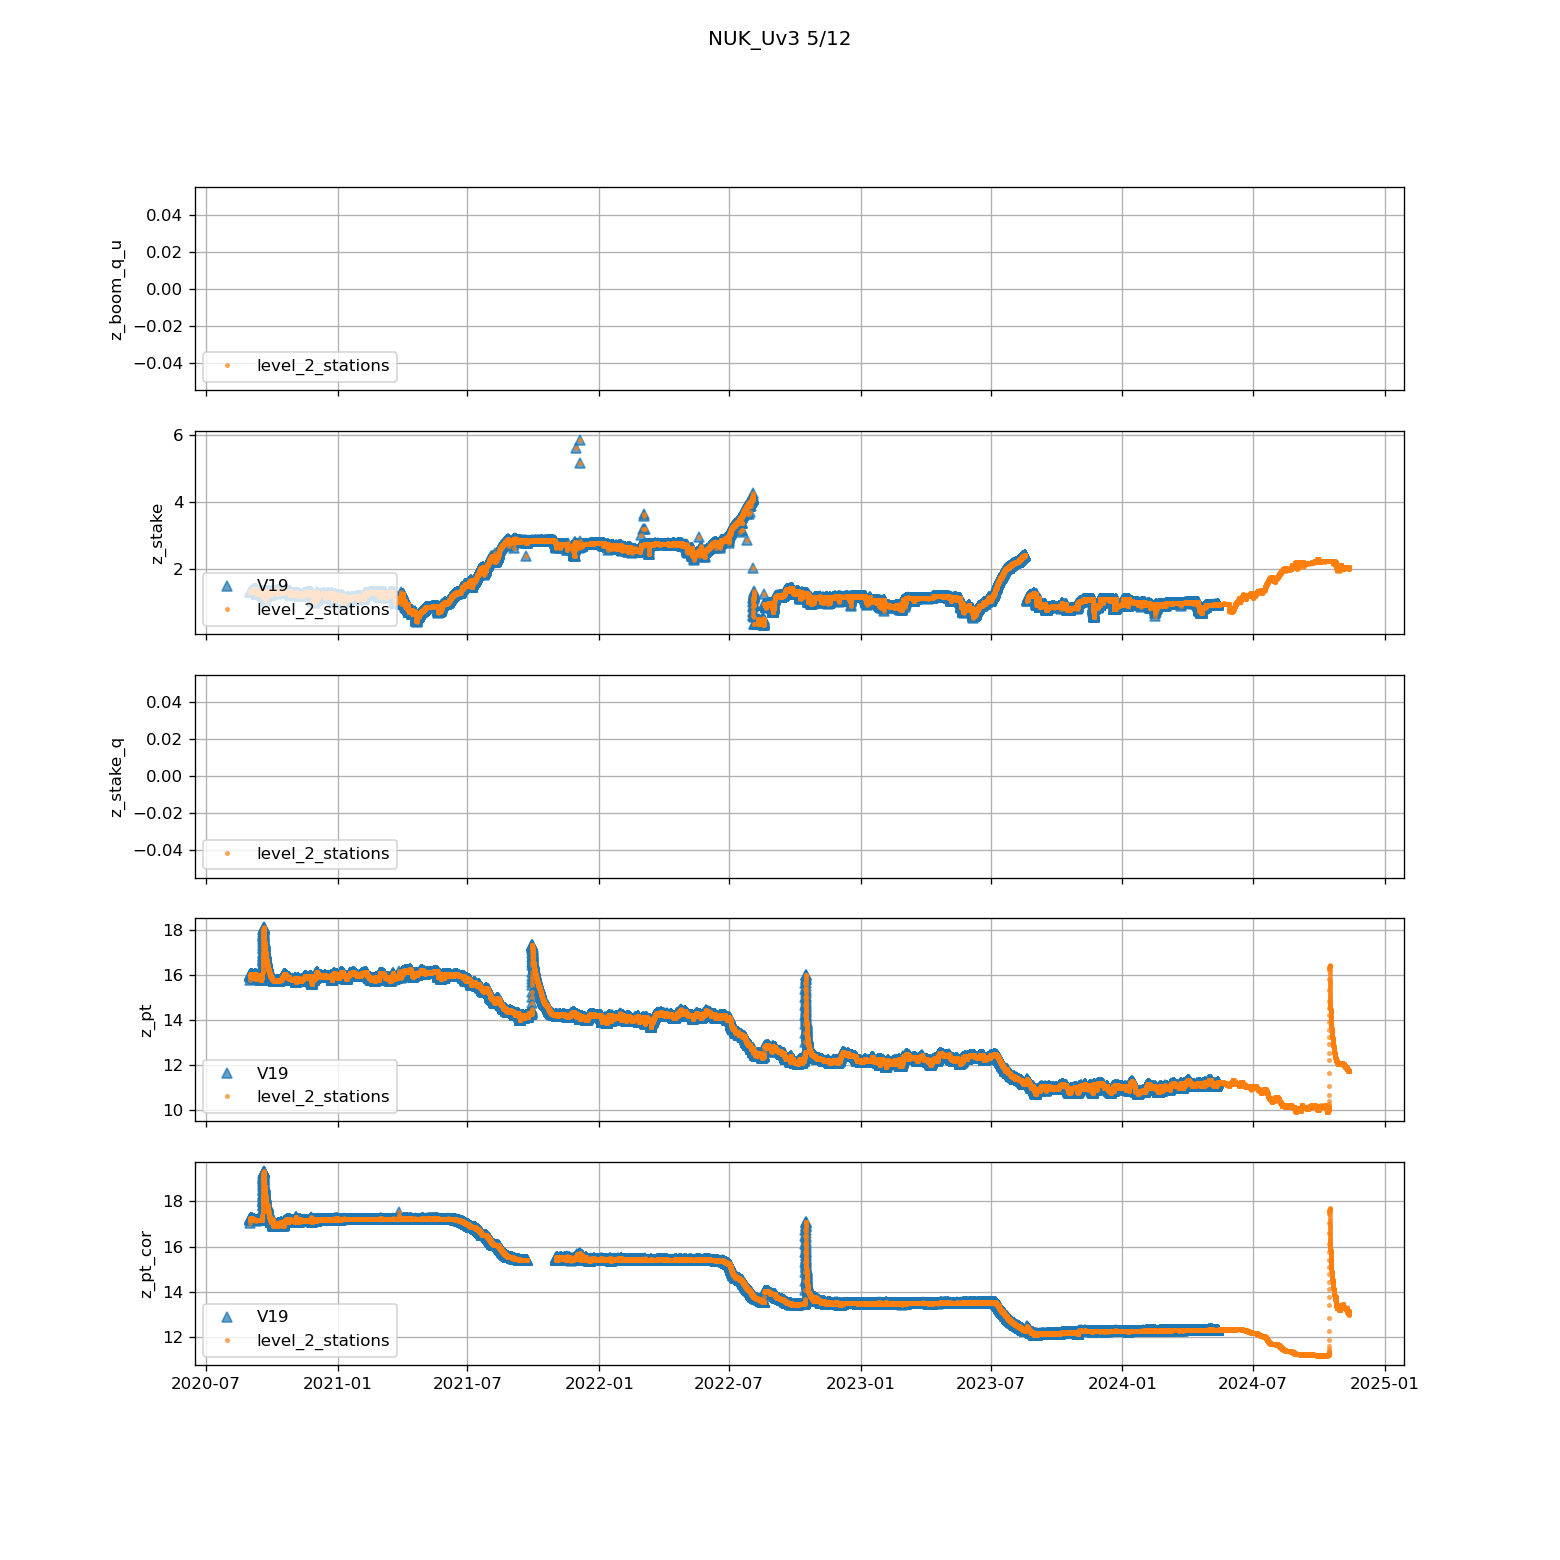 NUK_Uv3 5/12
z_boom_q_u
0.04
0.02
0.00
−0.02
−0.04
level_2_stations
z_stake
6
4
2
V19
level_2_stations
z_stake_q
0.04
0.02
0.00
−0.02
−0.04
level_2_stations
z_pt
18
16
14
12
10
V19
level_2_stations
z_pt_cor
18
16
14
12
V19
level_2_stations
2020-07 2021-01 2021-07 2022-01 2022-07 2023-01 2023-07 2024-01 2024-07 2025-01